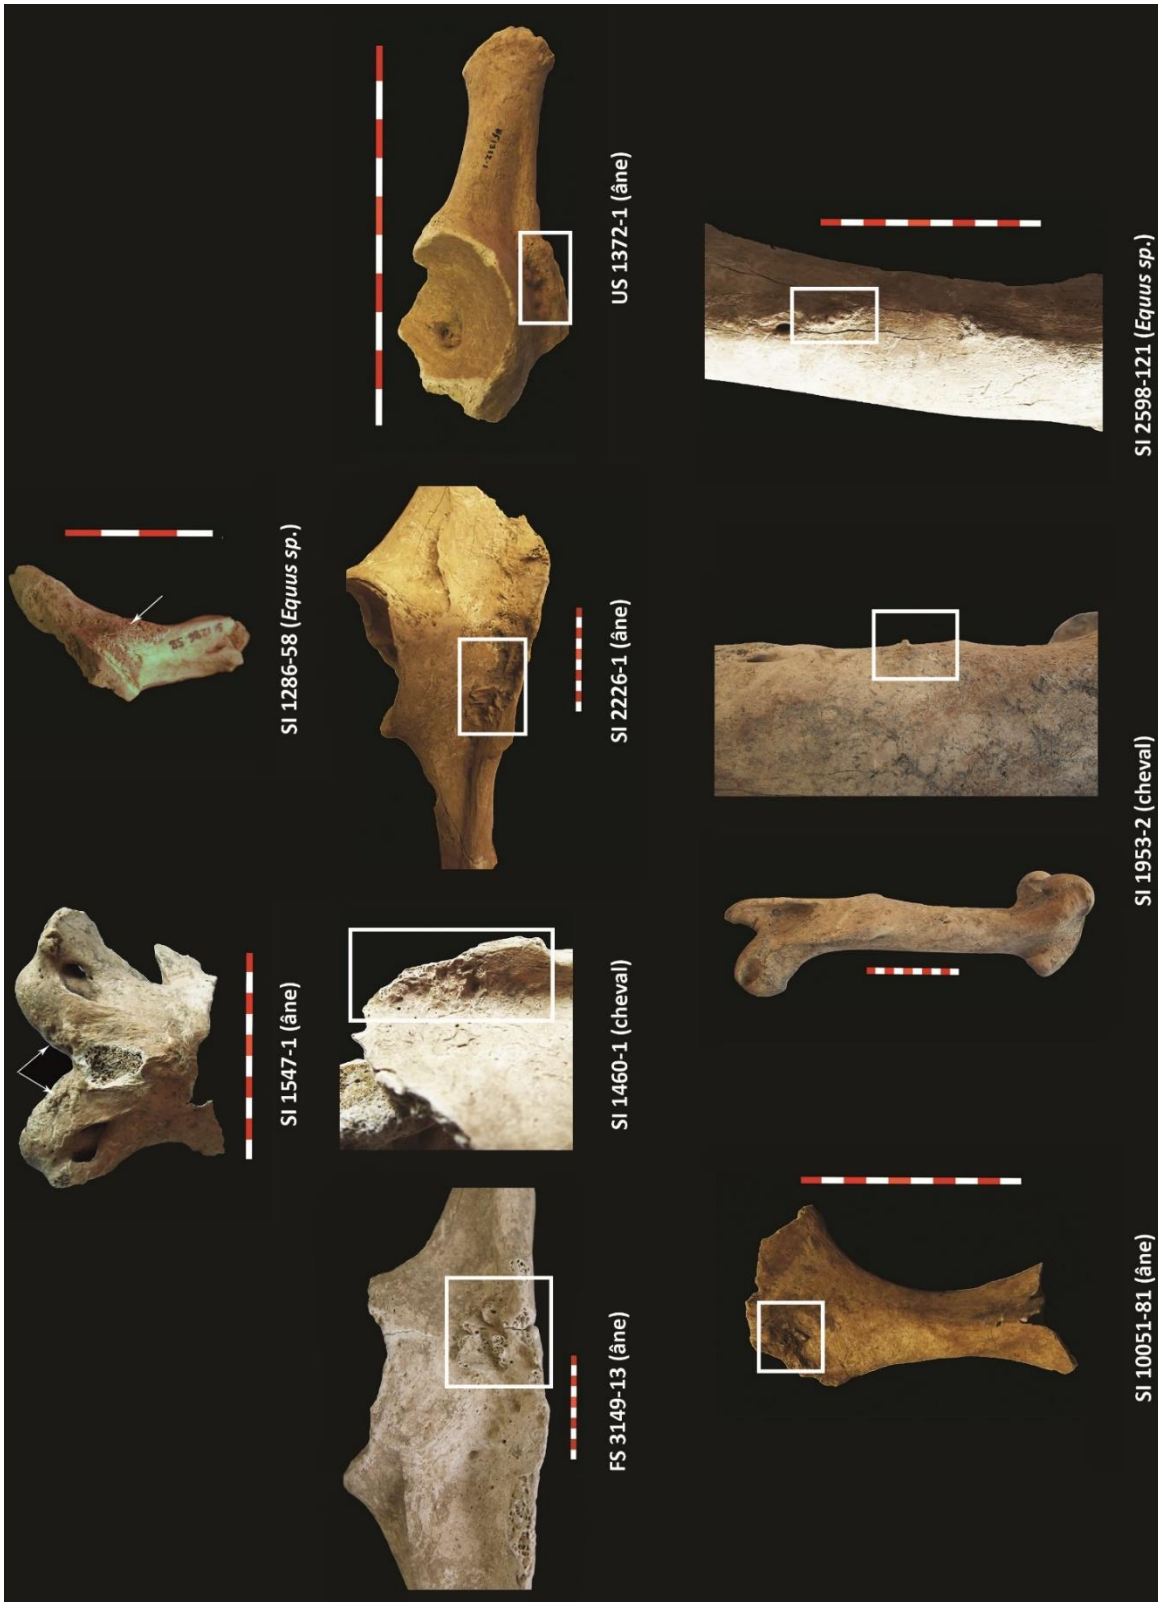 SI 1547-1 (âne)
SI 1286-58 (Equus sp.)
FS 3149-13 (âne)
SI 1460-1 (cheval)
SI 2226-1 (âne)
US 1372-1 (âne)
SI 10051-81 (âne)
SI 1953-2 (cheval)
SI 2598-121 (Equus sp.)